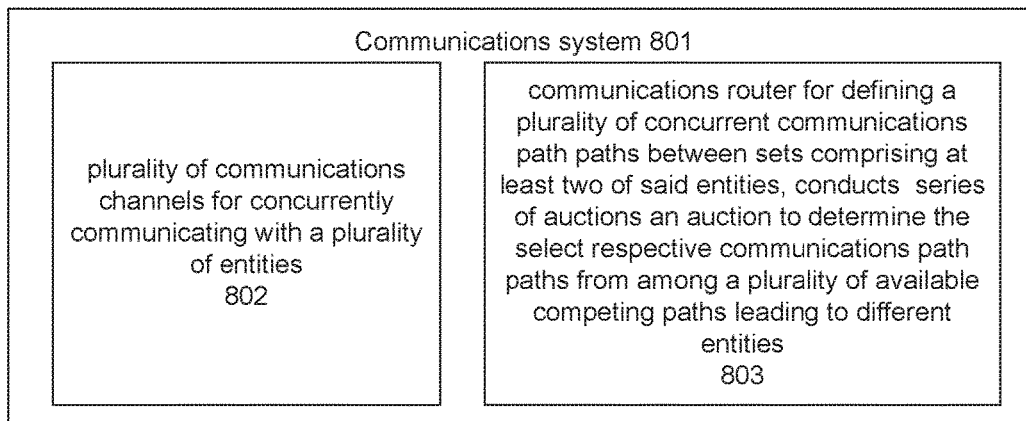 Communications system 801
plurality of communications
channels for concurrently
communicating with a plurality
of entities
802
communications router for defining a
plurality of concurrent communications
path paths between sets comprising at
least two of said entities, conducts series
of auctions an auction to determine the
select respective communications path
paths from among a plurality of available
competing paths leading to different
entities
803